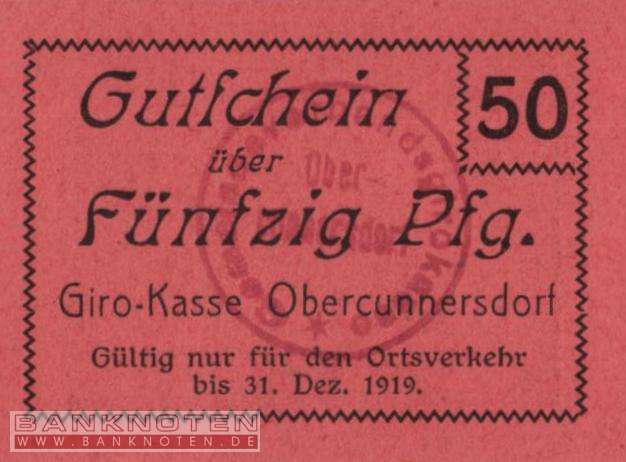 Gutſchein
50
über
Fünfzig Pfg.
Giro-Kasse Obercunnersdorf
Gültig nur für den Ortsverkehr
bis 31. Dez. 1919.
Ober-
BANKNOTEN
WWW.BANKNOTEN.DE